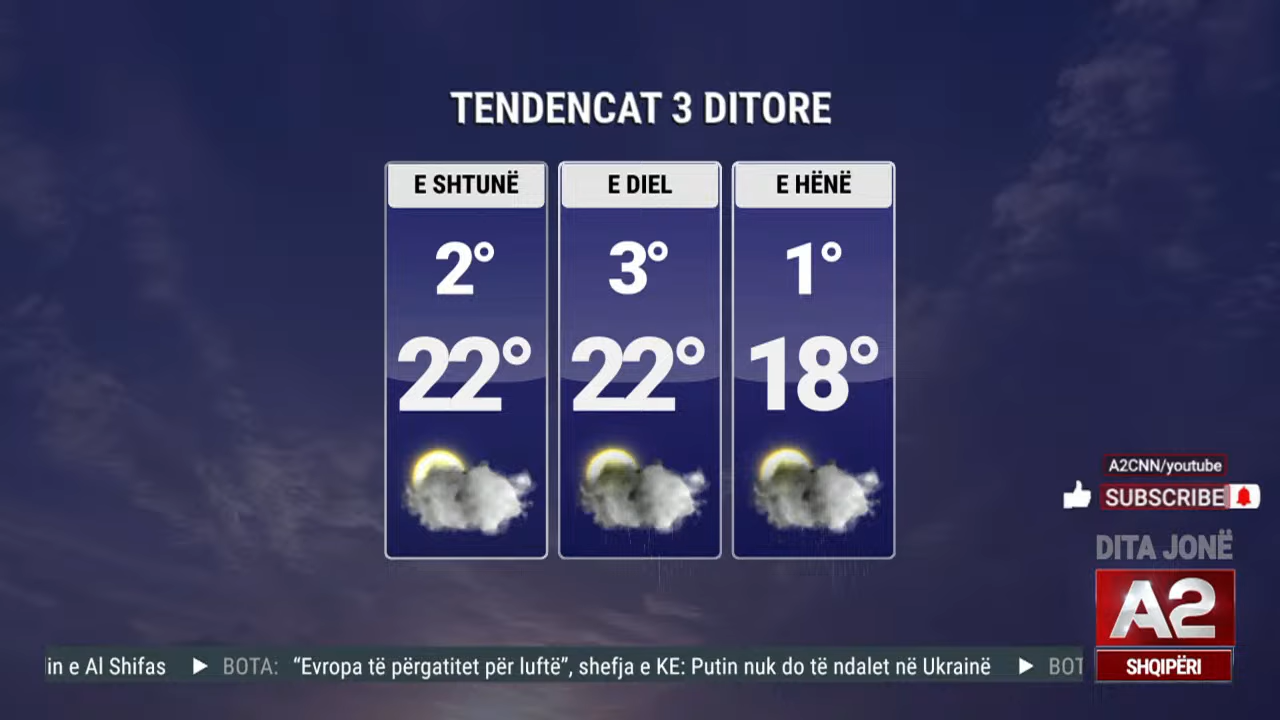 TENDENCAT 3 DITORE
E SHTUNË
E DIEL
E HËNË
2°
3°
1°
22°
22°
18°
A2CNN/youtube
SUBSCRIBE
DITA JONË
A2
SHQIPËRI
in e Al Shifas ▶ BOTA: “Evropa të përgatitet për luftë”, shefja e KE: Putin nuk do të ndalet në Ukrainë ▶ BOT